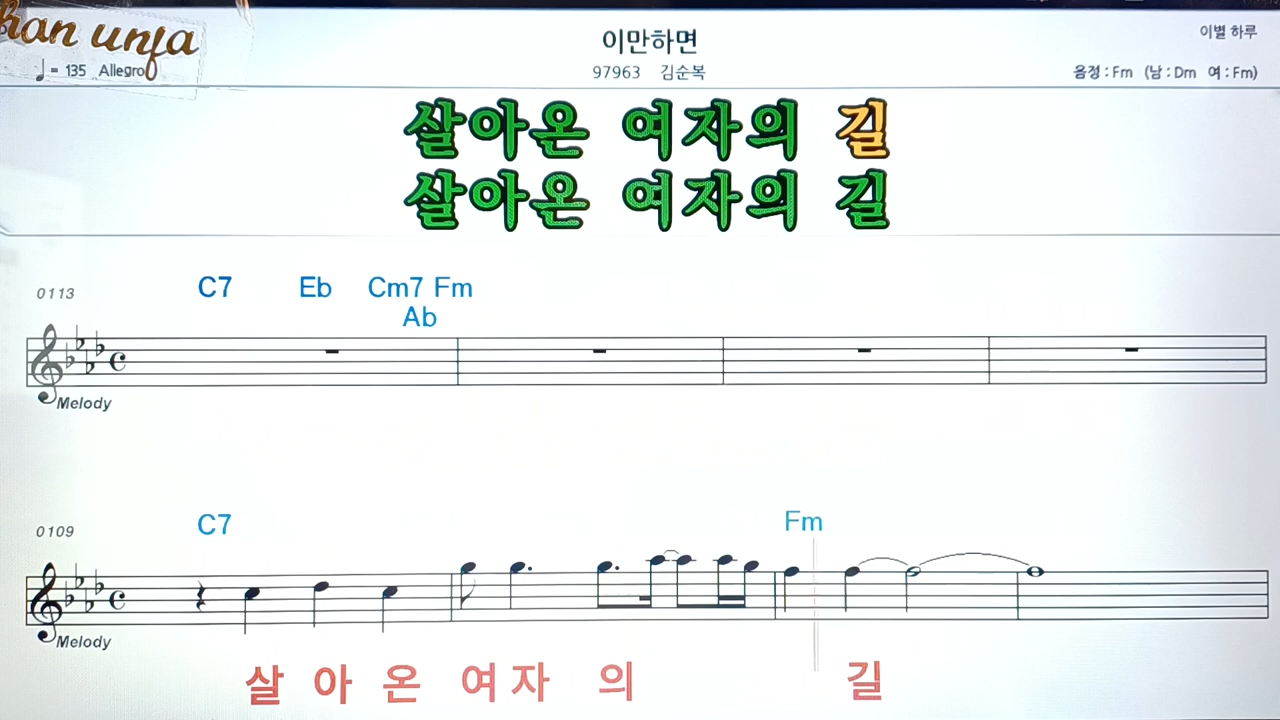 이만하면
이별 하루
= 135 Allegro
97963 김순복
음정 : Fm (남 : Dm 여 : Fm)
살아온 여자의 길
살아온 여자의 길
C7 Eb Cm7 Fm
Ab
0113
Melody
C7 Fm
0109
Melody
살 아 온 여 자 의 길